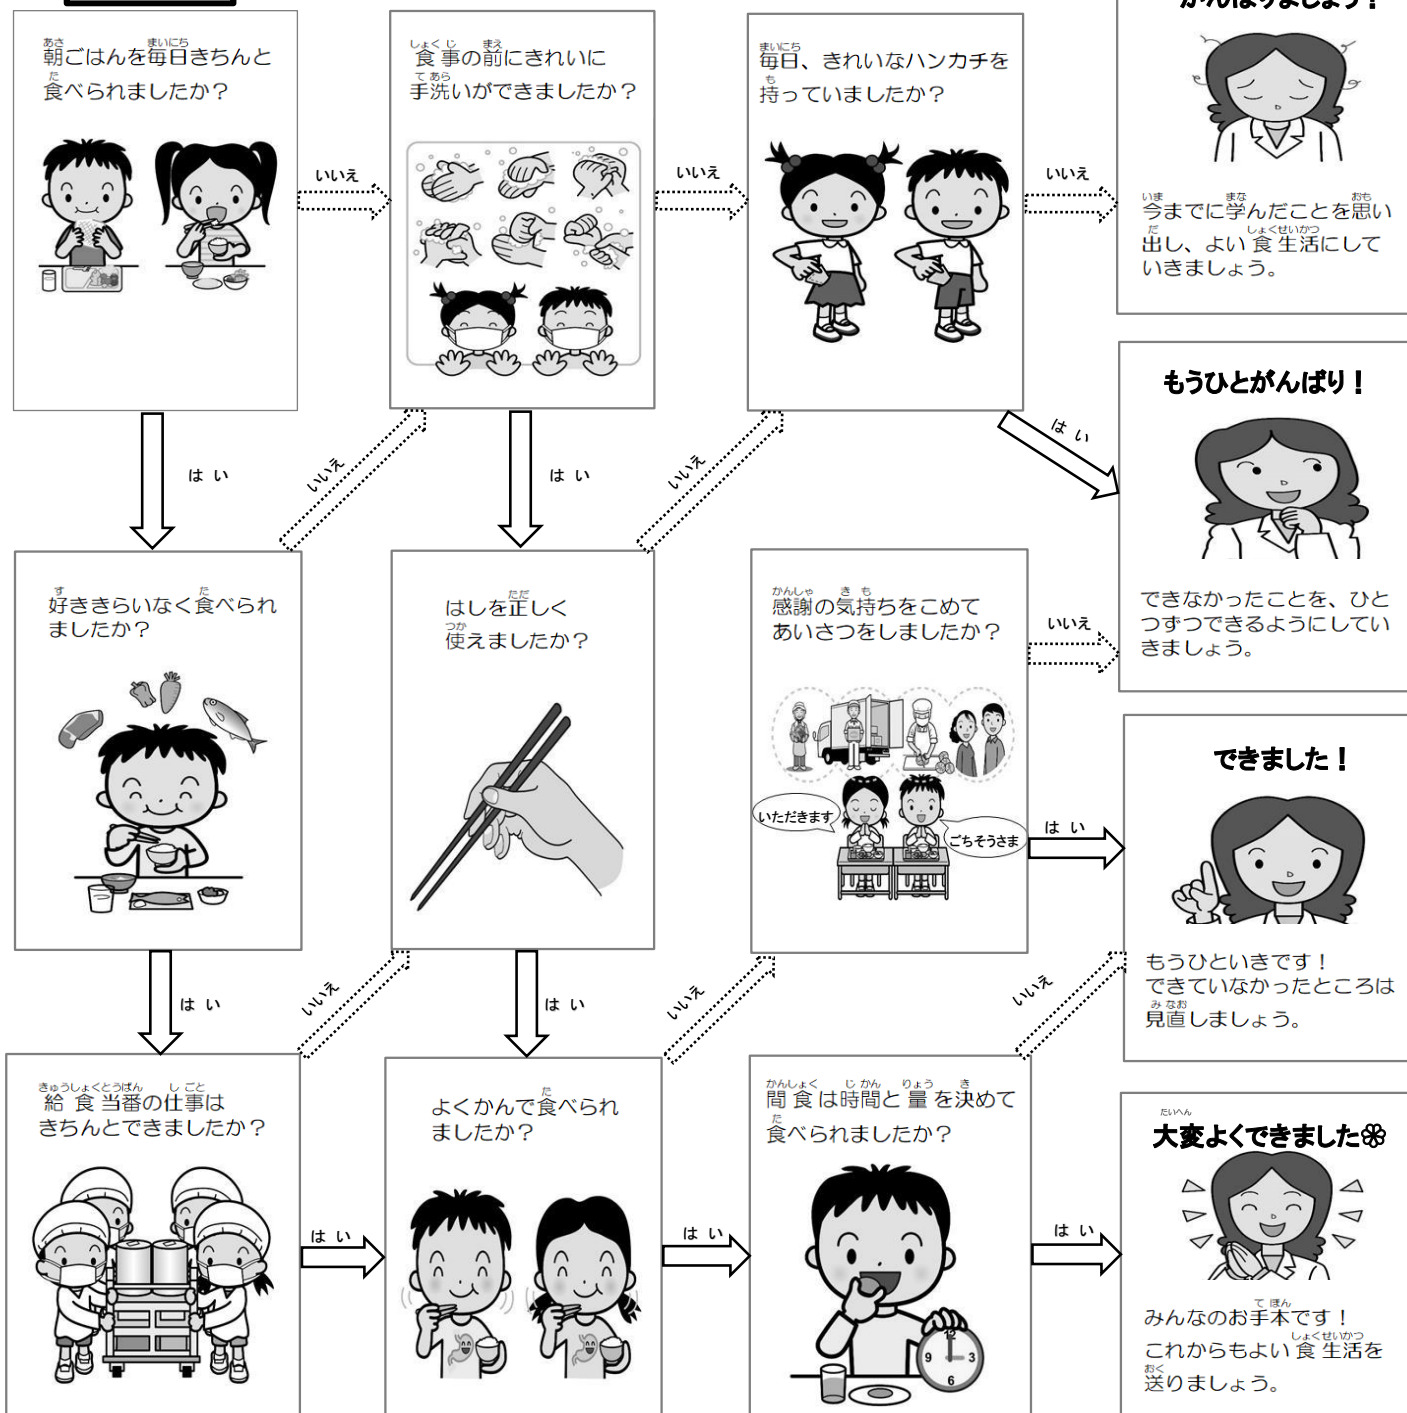 がんばりましょう！
朝ごはんを毎日きちんと
食べられましたか？
いいえ
食事の前にきれいに
手洗いができましたか？
いいえ
毎日、きれいなハンカチを
持っていましたか？
いいえ
今までに学んだことを思い
出し、よい食生活にして
いきましょう。
はい
いいえ
はい
いいえ
はい
もうひとがんばり！
できなかったことを、ひと
つずつできるようにしてい
きましょう。
好ききらいなく食べられ
ましたか？
はしを正しく
使えましたか？
感謝の気持ちをこめて
あいさつをしましたか？
いただきます
ごちそうさま
いいえ
はい
できました！
もうひといきです！
できていなかったところは
見直しましょう。
はい
いいえ
はい
いいえ
いいえ
給食当番の仕事は
きちんとできましたか？
はい
よくかんで食べられ
ましたか？
はい
間食は時間と量を決めて
食べられましたか？
12
9
3
6
はい
大変よくできました
みんなのお手本です！
これからもよい食生活を
送りましょう。